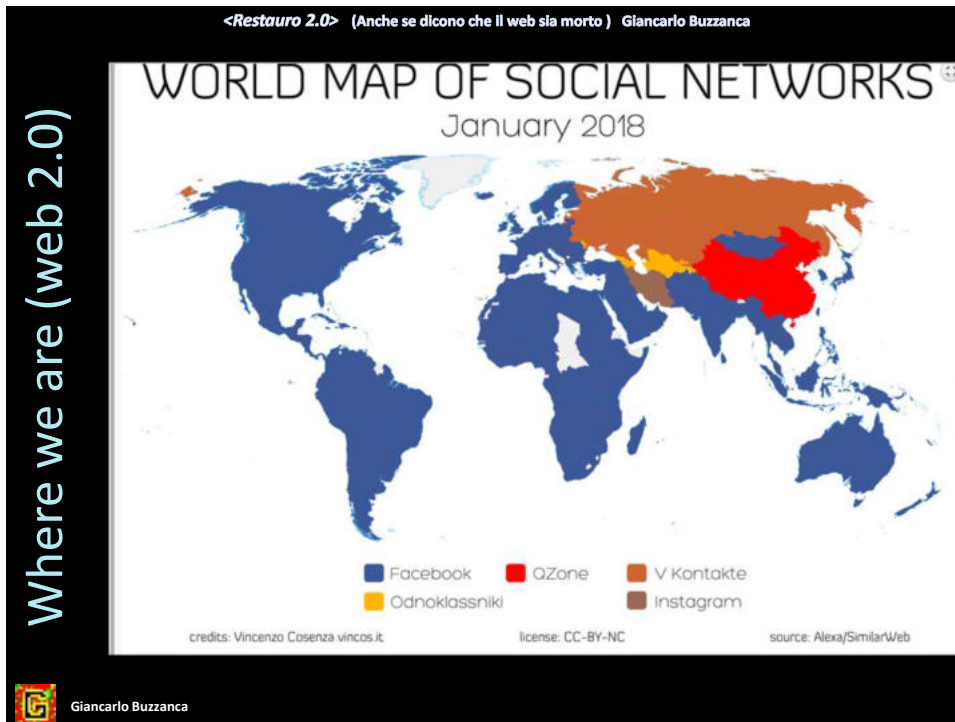 <Restauro 2.0> (Anche se dicono che il web sia morto ) Giancarlo Buzzanca
Where we are (web 2.0)
WORLD MAP OF SOCIAL NETWORKS
January 2018
Facebook QZone V Kontakte
Odnoklassniki Instagram
credits: Vincenzo Cosenza vincos.it license: CC-BY-NC source: Alexa/SimilarWeb
G
Giancarlo Buzzanca